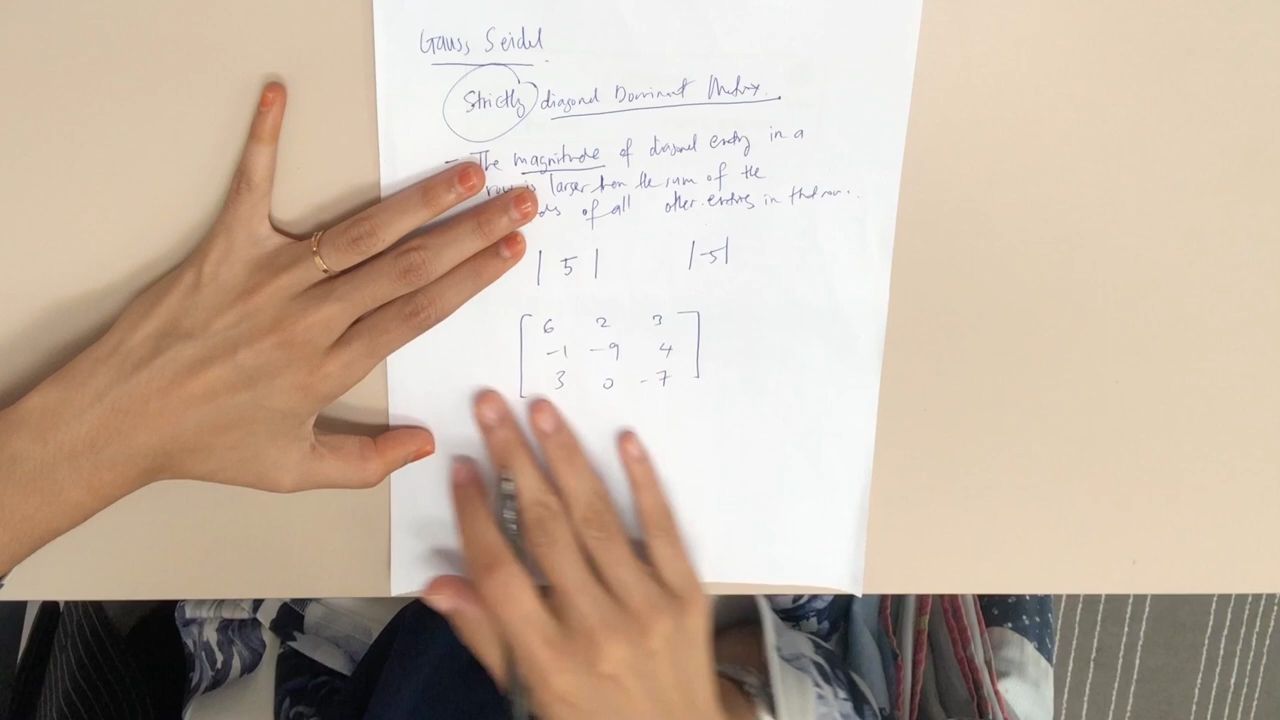 Gauss Seidel
Strictly diagonal Dominant Matrix.
- The magnitude of diagonal entry in a
row is larger than the sum of the
of all other entries in that row.
|5| |-5|
6 2 3
-1 -9 4
3 0 -7